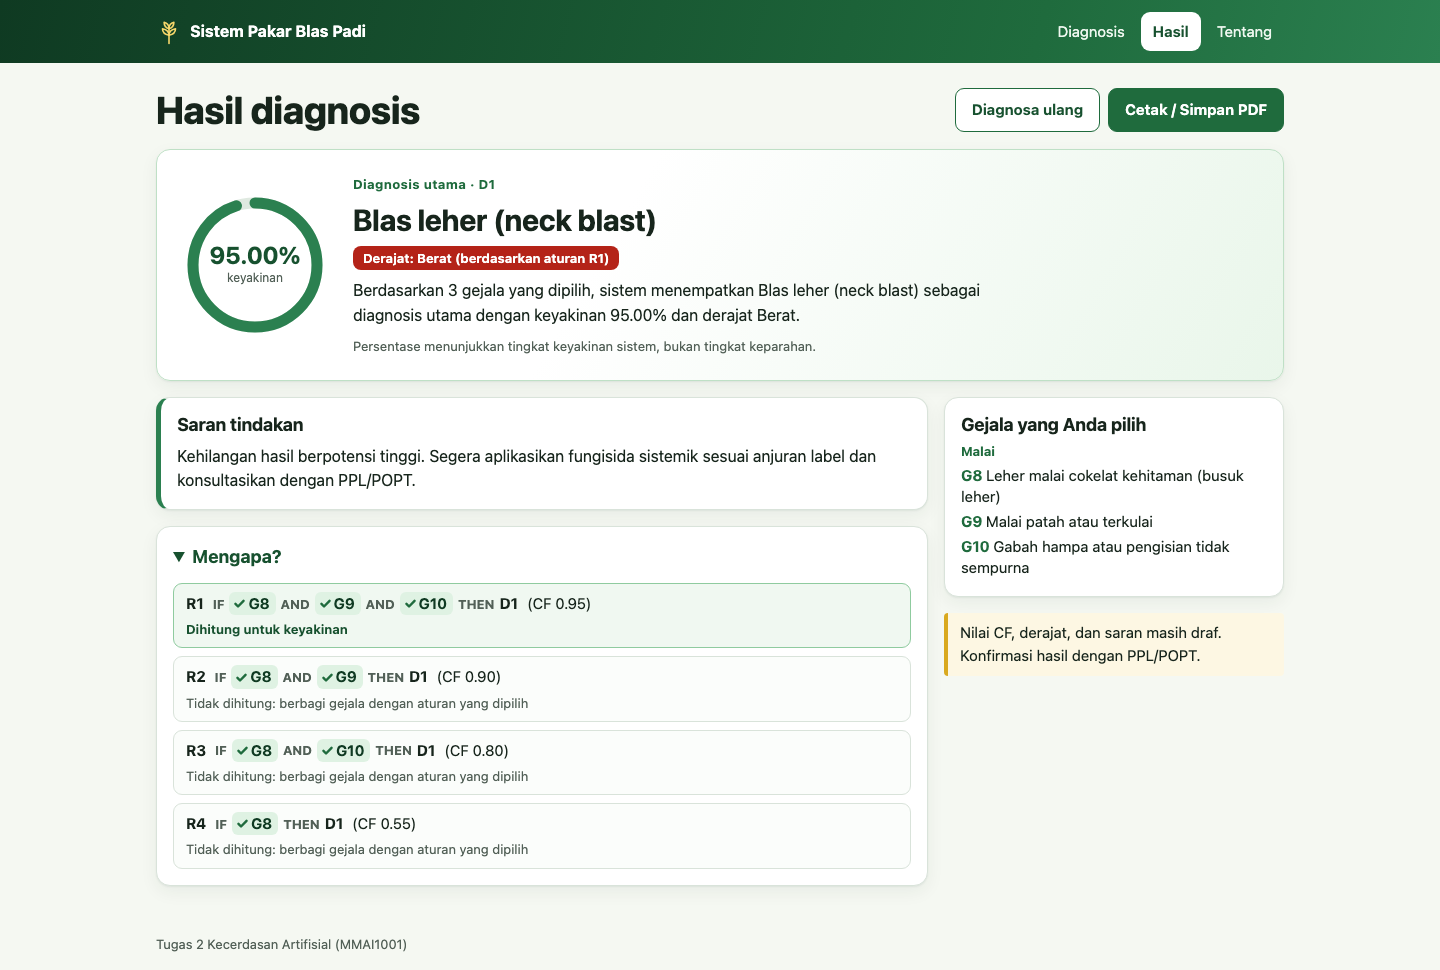 Sistem Pakar Blas Padi
Diagnosis
Hasil
Tentang
Hasil diagnosis
Diagnosa ulang
Cetak / Simpan PDF
95.00%
keyakinan
Diagnosis utama · D1
Blas leher (neck blast)
Derajat: Berat (berdasarkan aturan R1)
Berdasarkan 3 gejala yang dipilih, sistem menempatkan Blas leher (neck blast) sebagai
diagnosis utama dengan keyakinan 95.00% dan derajat Berat.
Persentase menunjukkan tingkat keyakinan sistem, bukan tingkat keparahan.
Saran tindakan
Kehilangan hasil berpotensi tinggi. Segera aplikasikan fungisida sistemik sesuai anjuran label dan
konsultasikan dengan PPL/POPT.
Mengapa?
R1 IF ✓ G8 AND ✓ G9 AND ✓ G10 THEN D1 (CF 0.95)
Dihitung untuk keyakinan
R2 IF ✓ G8 AND ✓ G9 THEN D1 (CF 0.90)
Tidak dihitung: berbagi gejala dengan aturan yang dipilih
R3 IF ✓ G8 AND ✓ G10 THEN D1 (CF 0.80)
Tidak dihitung: berbagi gejala dengan aturan yang dipilih
R4 IF ✓ G8 THEN D1 (CF 0.55)
Tidak dihitung: berbagi gejala dengan aturan yang dipilih
Gejala yang Anda pilih
Malai
G8 Leher malai cokelat kehitaman (busuk
leher)
G9 Malai patah atau terkulai
G10 Gabah hampa atau pengisian tidak
sempurna
Nilai CF, derajat, dan saran masih draf.
Konfirmasi hasil dengan PPL/POPT.
Tugas 2 Kecerdasan Artifisial (MMAI1001)